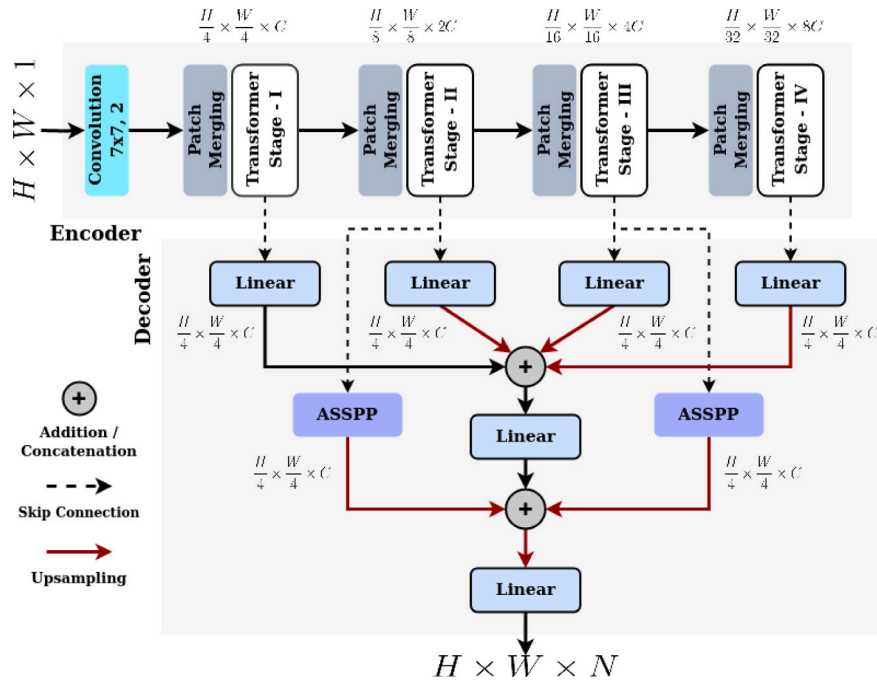 H/4 × W/4 × C
H/8 × W/8 × 2C
H/16 × W/16 × 4C
H/32 × W/32 × 8C
H × W × 1
Convolution
7x7, 2
Patch
Merging
Transformer
Stage - I
Patch
Merging
Transformer
Stage - II
Patch
Merging
Transformer
Stage - III
Patch
Merging
Transformer
Stage - IV
Encoder
Decoder
Linear
Linear
Linear
Linear
H/4 × W/4 × C
H/4 × W/4 × C
H/4 × W/4 × C
H/4 × W/4 × C
+
+
Addition /
Concatenation
ASSPP
Linear
ASSPP
H/4 × W/4 × C
H/4 × W/4 × C
Skip Connection
+
Upsampling
Linear
H × W × N